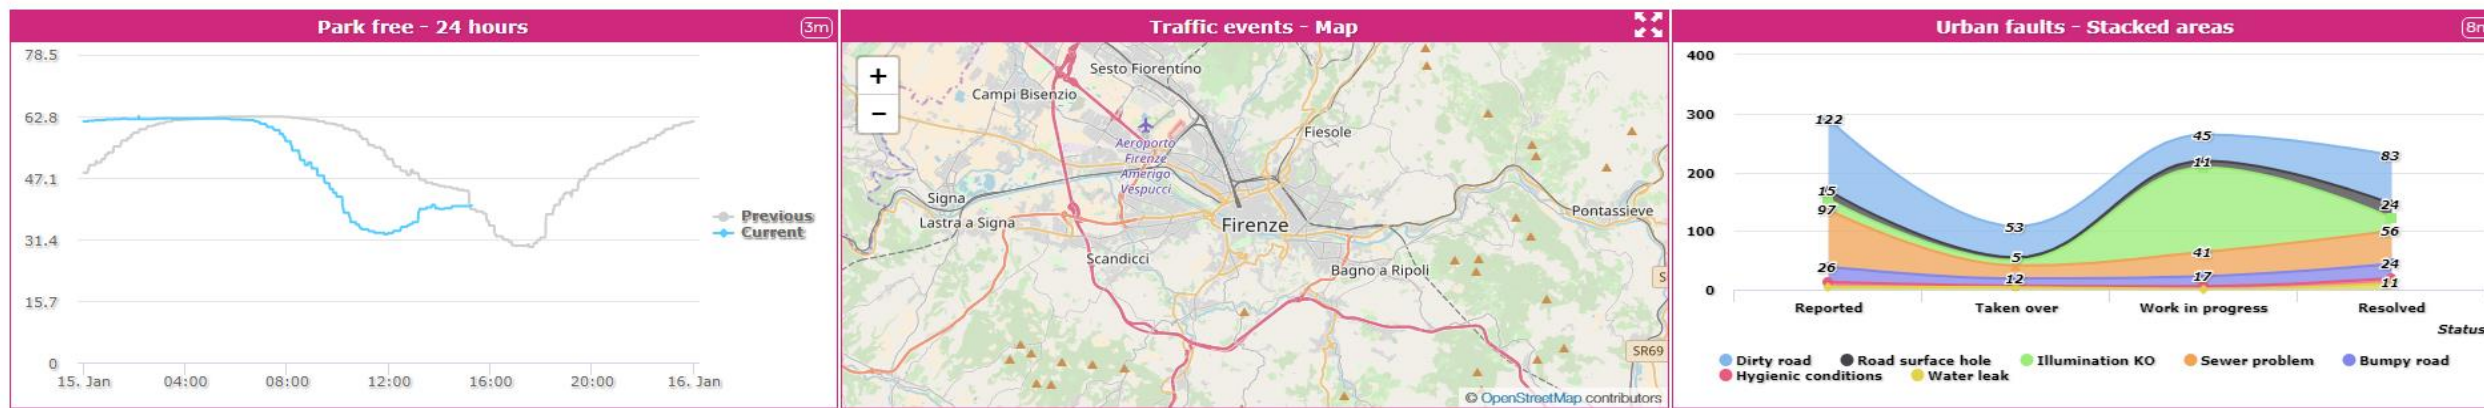 Park free - 24 hours
3m
78.5
62.8
47.1
31.4
15.7
0
15. Jan
04:00
08:00
12:00
16:00
20:00
16. Jan
Previous
Current
Traffic events - Map
+
−
Sesto Fiorentino
Campi Bisenzio
Fiesole
Aeroporto
Firenze
Amerigo
Vespucci
Signa
Lastra a Signa
Firenze
Pontassieve
Scandicci
Bagno a Ripoli
S
SR69
© OpenStreetMap contributors
Urban faults - Stacked areas
8m
400
300
200
100
0
122
15
97
26
53
5
12
45
11
41
17
83
24
56
24
11
Reported
Taken over
Work in progress
Resolved
Status
Dirty road
Road surface hole
Illumination KO
Sewer problem
Bumpy road
Hygienic conditions
Water leak